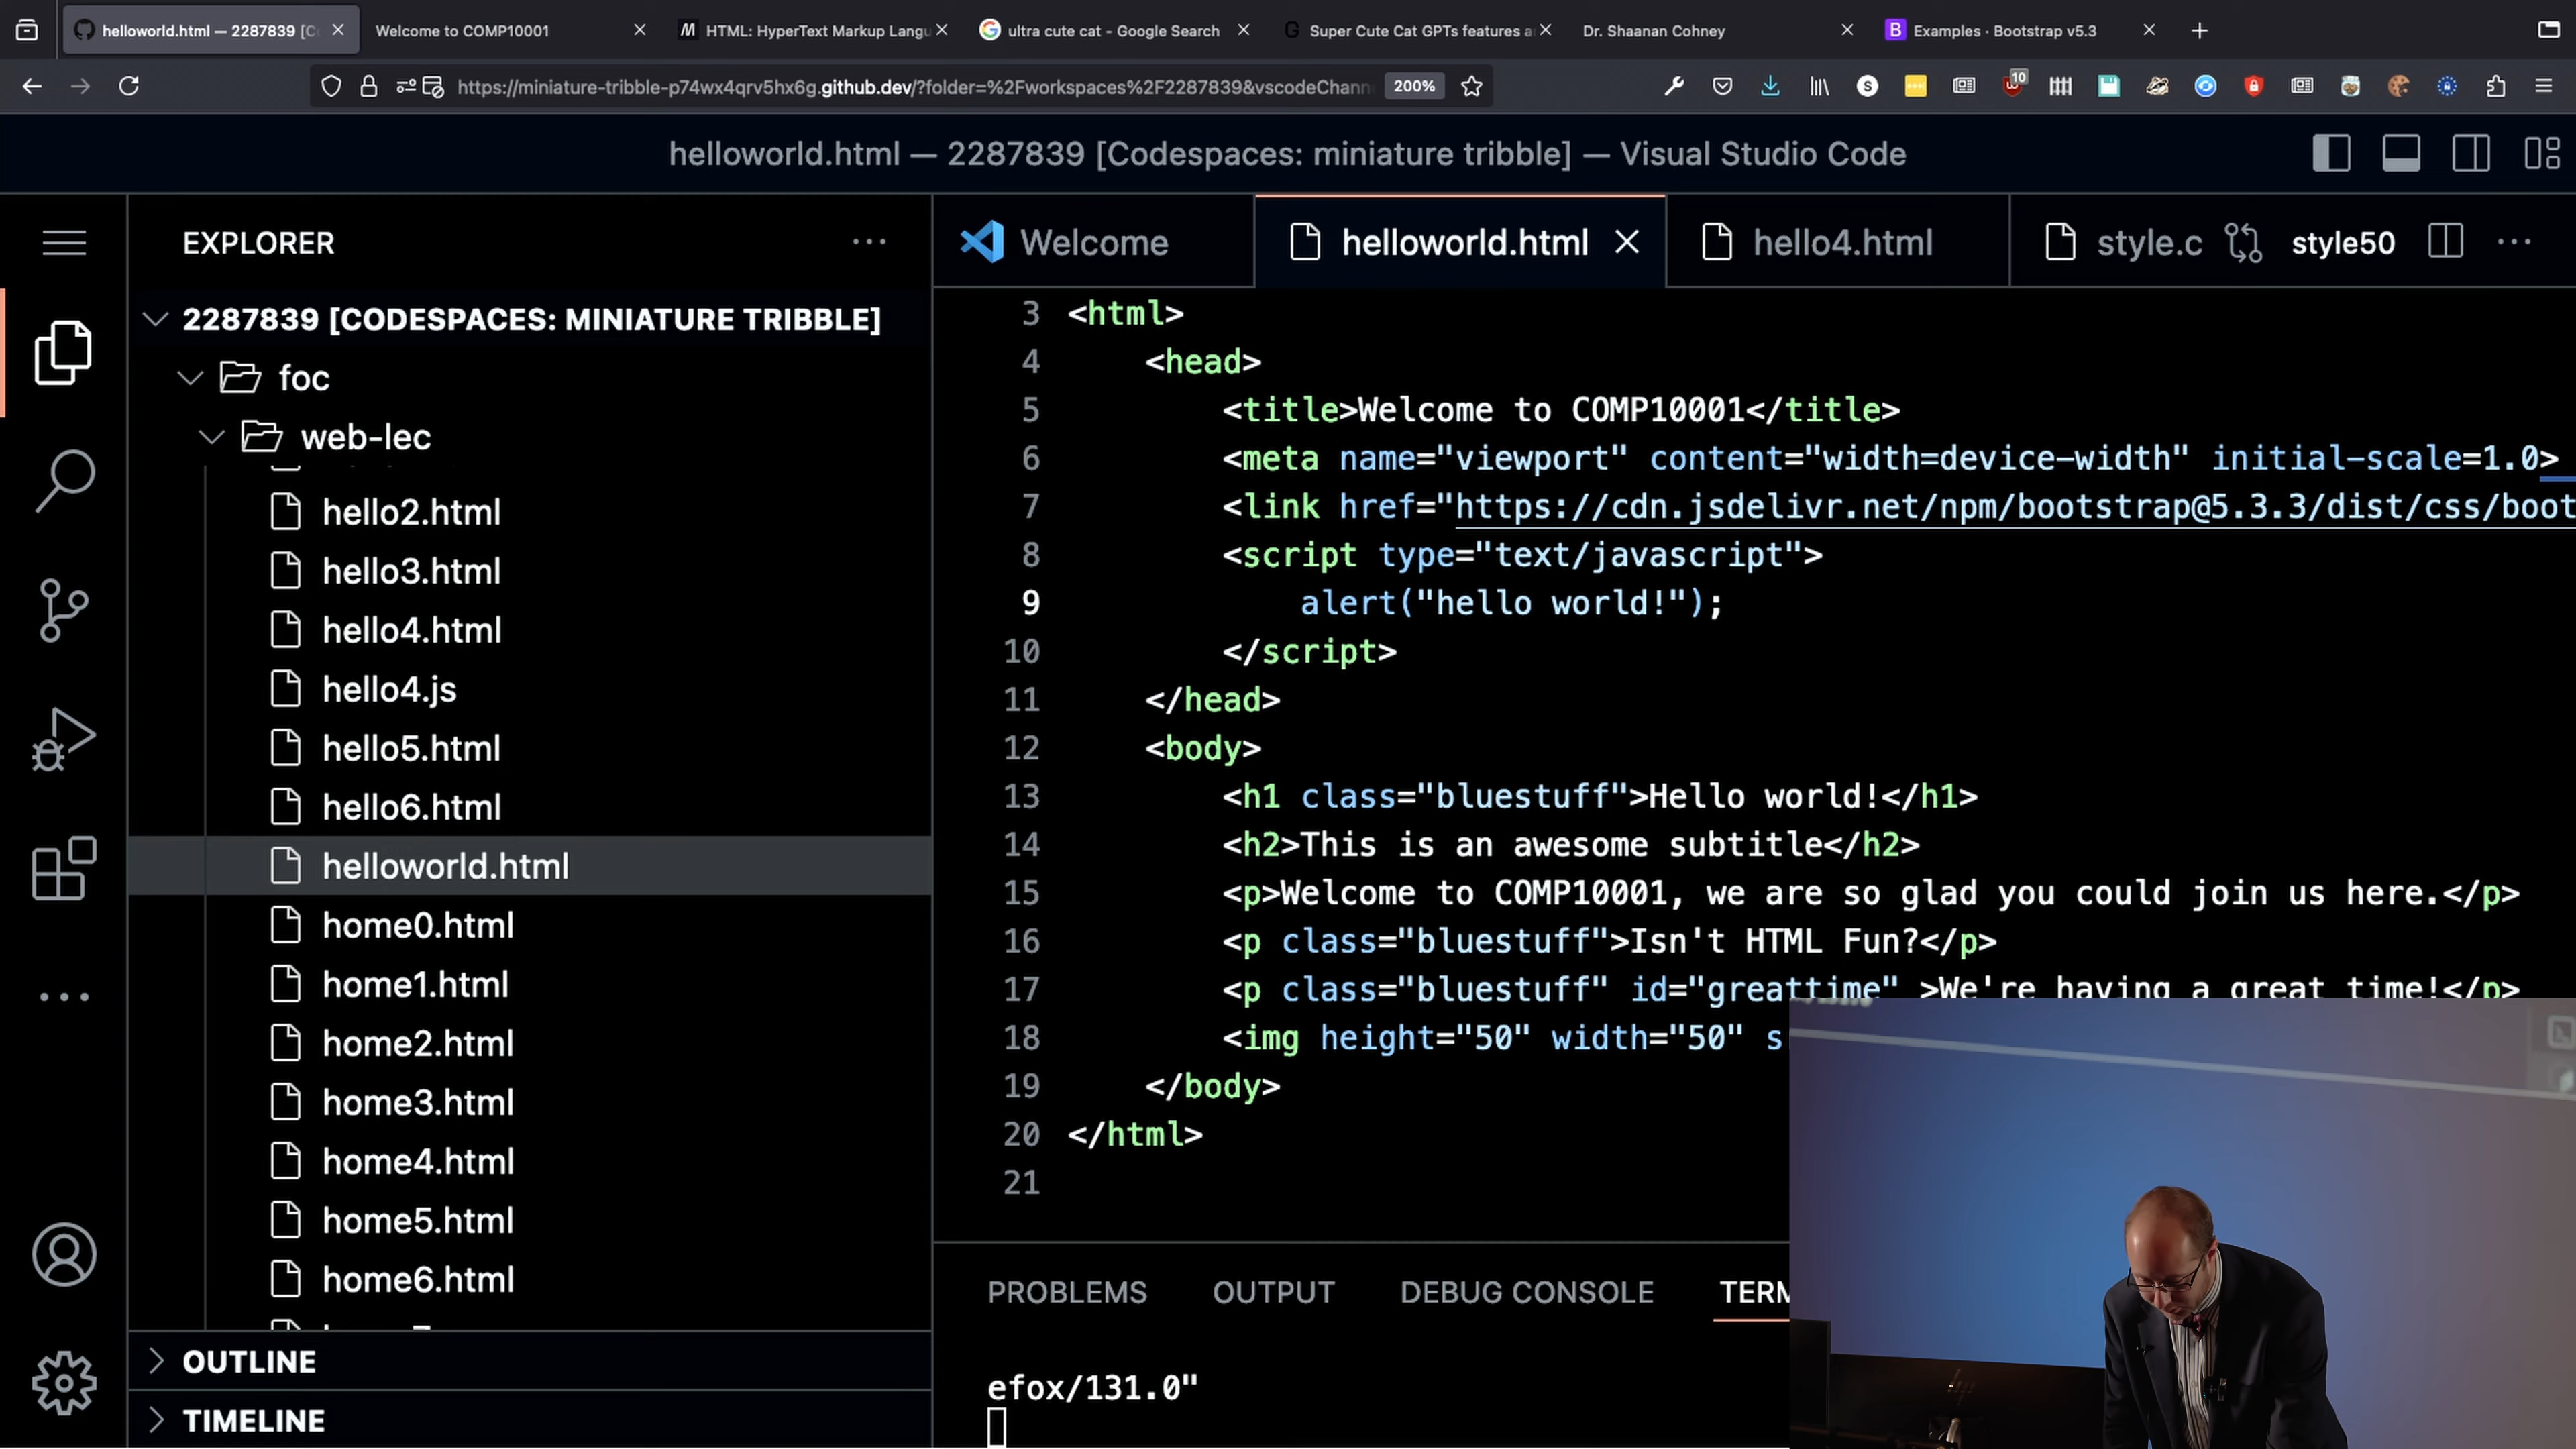 helloworld.html — 2287839 [C
Welcome to COMP10001
HTML: HyperText Markup Langu
ultra cute cat - Google Search
Super Cute Cat GPTs features a
Dr. Shaanan Cohney
Examples · Bootstrap v5.3
https://miniature-tribble-p74wx4qrv5hx6g.github.dev/?folder=%2Fworkspaces%2F2287839&vscodeChann
200%
10
helloworld.html — 2287839 [Codespaces: miniature tribble] — Visual Studio Code
EXPLORER
2287839 [CODESPACES: MINIATURE TRIBBLE]
foc
web-lec
hello2.html
hello3.html
hello4.html
hello4.js
hello5.html
hello6.html
helloworld.html
home0.html
home1.html
home2.html
home3.html
home4.html
home5.html
home6.html
OUTLINE
TIMELINE
Welcome
helloworld.html
hello4.html
style.c
style50
3 <html>
4 <head>
5 <title>Welcome to COMP10001</title>
6 <meta name="viewport" content="width=device-width" initial-scale=1.0>
7 <link href="https://cdn.jsdelivr.net/npm/bootstrap@5.3.3/dist/css/boot
8 <script type="text/javascript">
9 alert("hello world!");
10 </script>
11 </head>
12 <body>
13 <h1 class="bluestuff">Hello world!</h1>
14 <h2>This is an awesome subtitle</h2>
15 <p>Welcome to COMP10001, we are so glad you could join us here.</p>
16 <p class="bluestuff">Isn't HTML Fun?</p>
17 <p class="bluestuff" id="greattime" >We're having a great time!</p>
18 <img height="50" width="50" s
19 </body>
20 </html>
21
PROBLEMS
OUTPUT
DEBUG CONSOLE
TERM
efox/131.0"